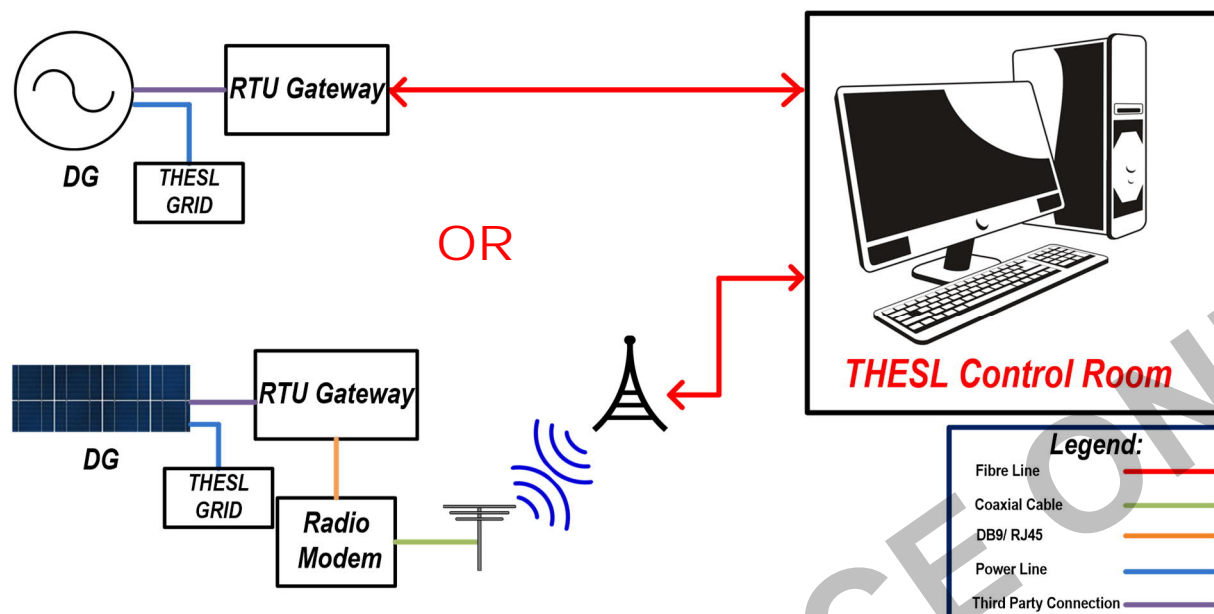 RTU Gateway
DG
THESL
GRID
OR
RTU Gateway
DG
THESL
GRID
Radio
Modem
THESL Control Room
Legend:
Fibre Line
Coaxial Cable
DB9/ RJ45
Power Line
Third Party Connection